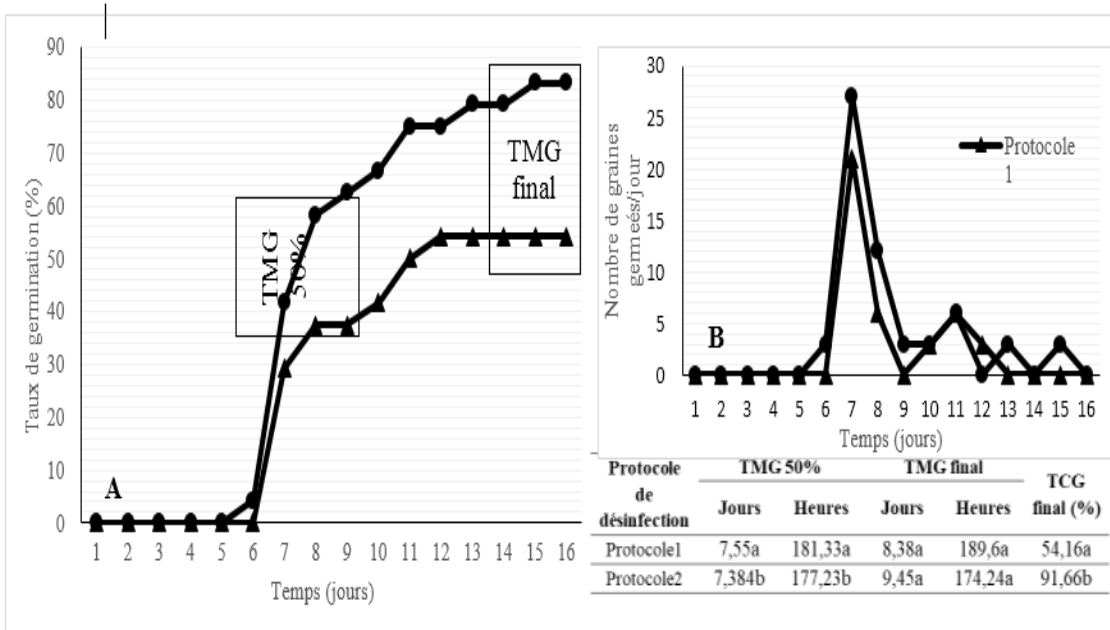 90
80
70
60
50
40
30
20
10
0
Taux de germination (%)
TMG
50%
TMG
final
A
1 2 3 4 5 6 7 8 9 10 11 12 13 14 15 16
Temps (jours)
30
25
20
15
10
5
0
Nombre de graines
germeés/jour
Protocole
1
B
1 2 3 4 5 6 7 8 9 10 11 12 13 14 15 16
Temps (jours)
Protocole de désinfection TMG 50% TMG final TCG final (%)
Jours Heures Jours Heures
Protocole1 7,55a 181,33a 8,38a 189,6a 54,16a
Protocole2 7,384b 177,23b 9,45a 174,24a 91,66b